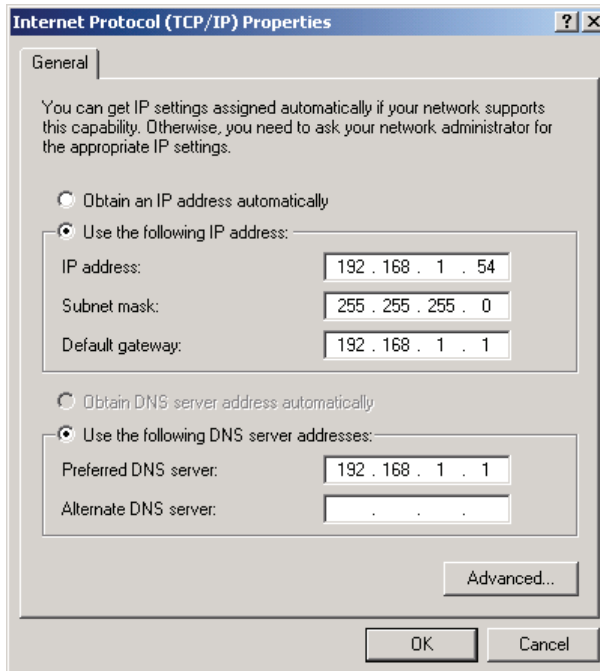 Internet Protocol (TCP/IP) Properties
General
You can get IP settings assigned automatically if your network supports
this capability. Otherwise, you need to ask your network administrator for
the appropriate IP settings.
Obtain an IP address automatically
Use the following IP address:
IP address: 192 . 168 . 1 . 54
Subnet mask: 255 . 255 . 255 . 0
Default gateway: 192 . 168 . 1 . 1
Obtain DNS server address automatically
Use the following DNS server addresses:
Preferred DNS server: 192 . 168 . 1 . 1
Alternate DNS server: . . .
Advanced...
OK Cancel